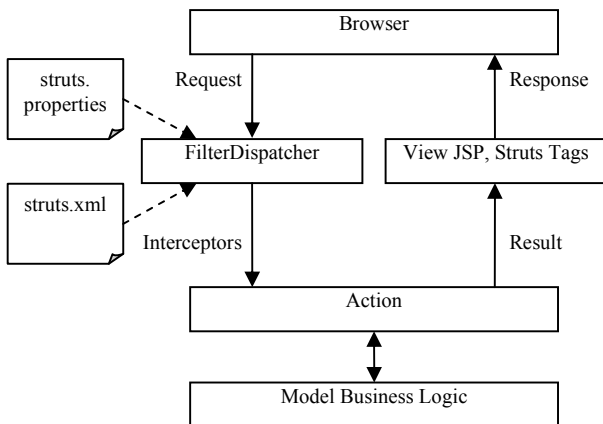 Browser
struts.
properties
Request
Response
FilterDispatcher
View JSP, Struts Tags
struts.xml
Interceptors
Result
Action
Model Business Logic